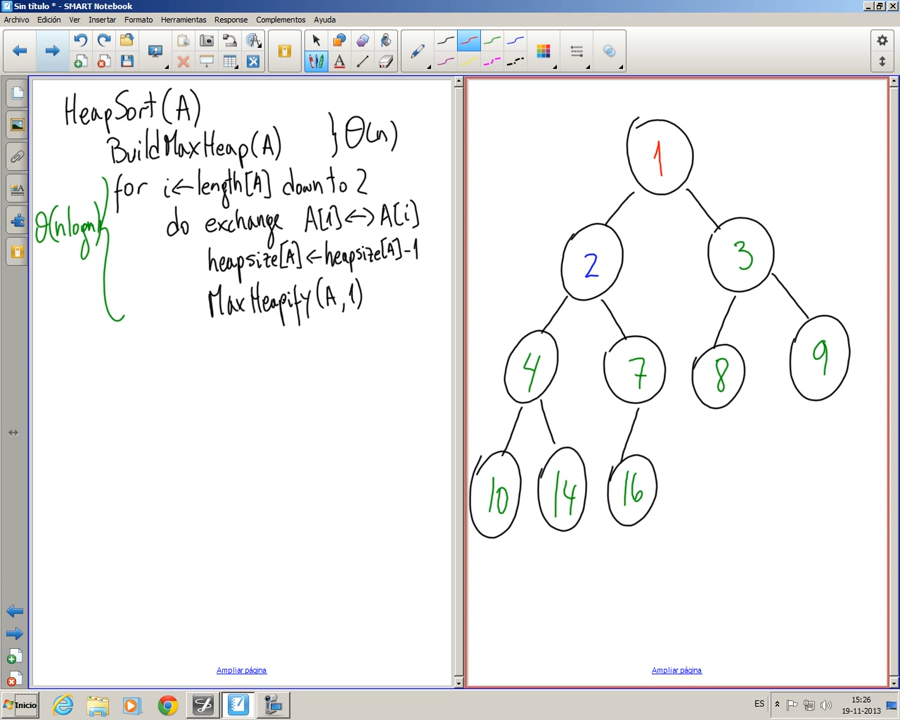 Sin título * - SMART Notebook
Archivo Edición Ver Insertar Formato Herramientas Response Complementos Ayuda
HeapSort(A)
BuildMaxHeap(A) } Θ(n)
for i←length[A] down to 2
do exchange A[1]↔A[i]
heapsize[A]←heapsize[A]-1
MaxHeapify(A,1)
Θ(nlogn)
Ampliar página
1
2
3
4
7
8
9
10
14
16
Ampliar página
Inicio
ES
15:26
19-11-2013